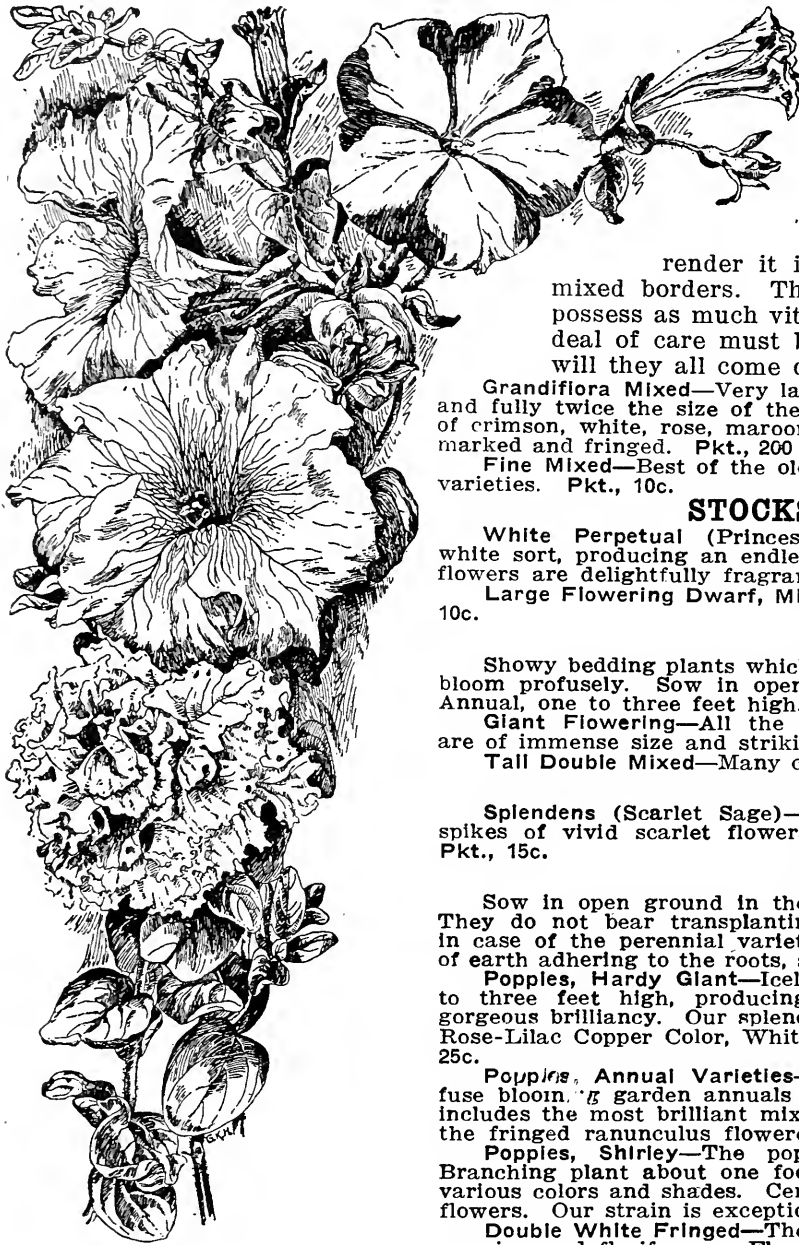 render it i
mixed borders. Th
possess as much vit
deal of care must
will they all come
Grandiflora Mixed—Very la
and fully twice the size of the
of crimson, white, rose, maroo
marked and fringed. Pkt., 200
Fine Mixed—Best of the ol
varieties. Pkt., 10c.
STOCKS
White Perpetual (Princes
white sort, producing an endle
flowers are delightfully fragra
Large Flowering Dwarf, Mi
10c.
Showy bedding plants whic
bloom profusely. Sow in open
Annual, one to three feet high.
Giant Flowering—All the
are of immense size and striki
Tall Double Mixed—Many
Splendens (Scarlet Sage)—
spikes of vivid scarlet flower
Pkt., 15c.
Sow in open ground in the
They do not bear transplantin
in case of the perennial variet
of earth adhering to the roots,
Poppies, Hardy Giant—Icel
to three feet high, producing
gorgeous brilliancy. Our splen
Rose-Lilac Copper Color, Whit
25c.
Annual Varieties—
fuse garden annuals
includes the most brilliant mix
the fringed ranunculus flower
Poppies, Shirley—The pop
Branching plant about one foo
various colors and shades. Cen
flowers. Our strain is exceptio
Double White Fringed—The
G.K.H.